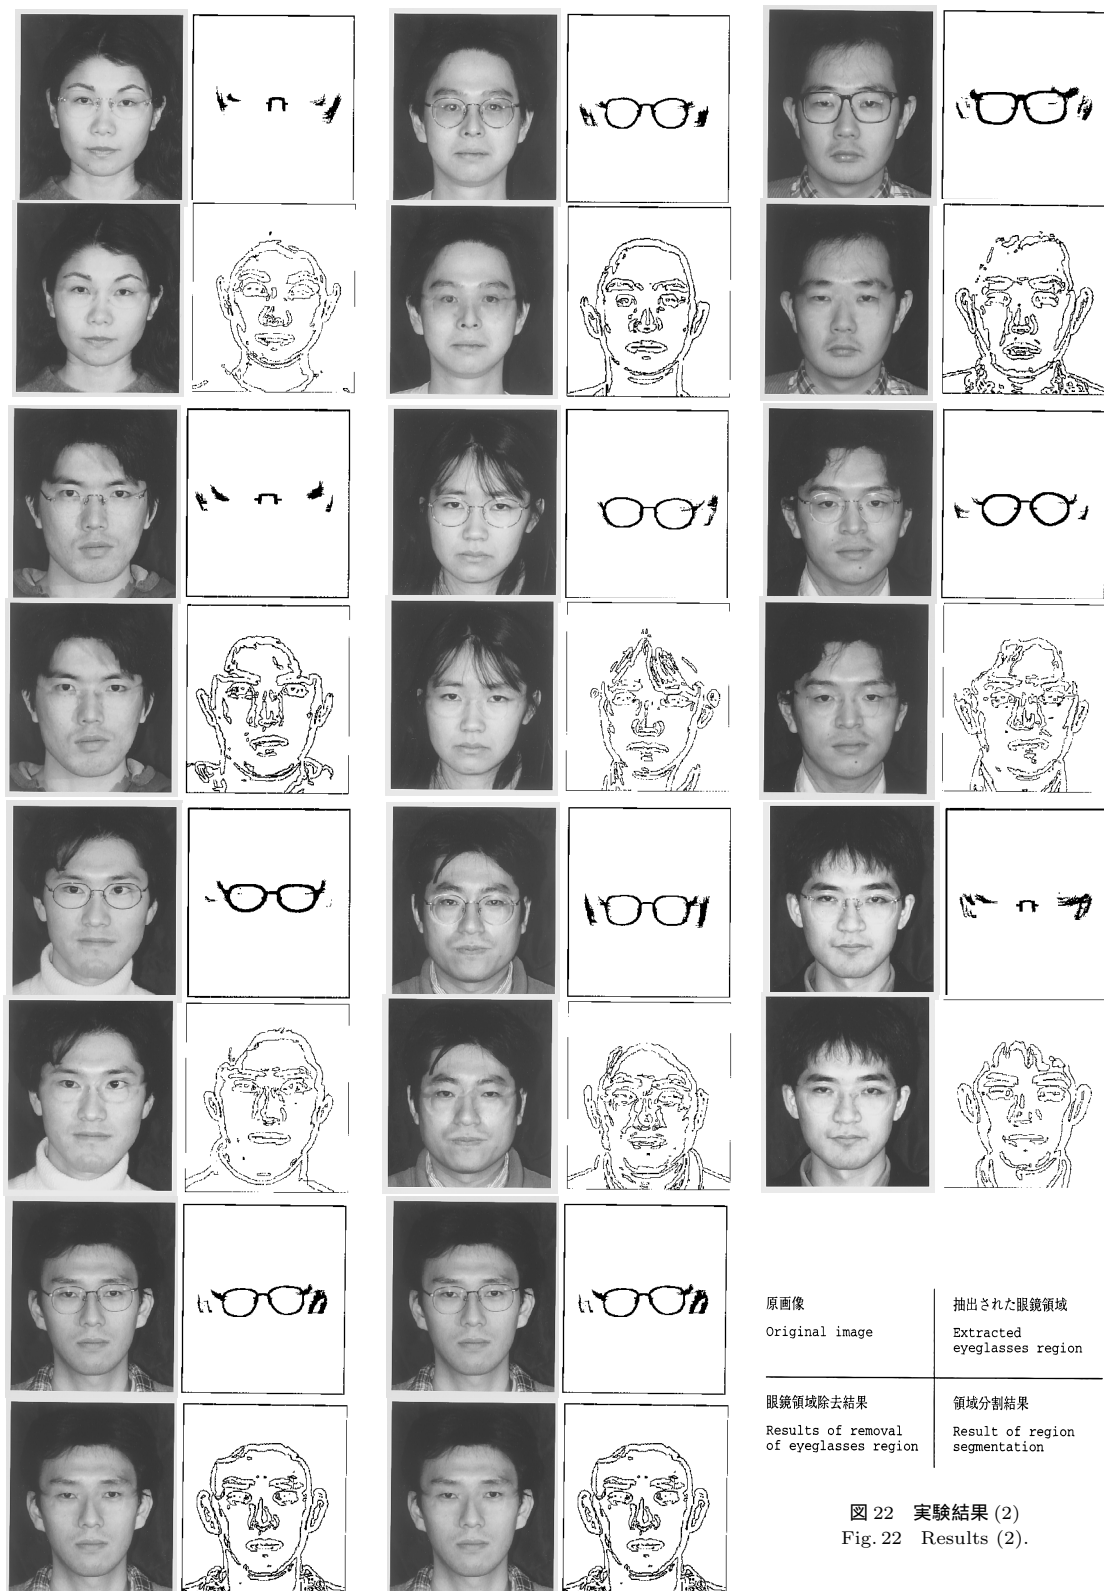 原画像
Original image
抽出された眼鏡領域
Extracted
eyeglasses region
眼鏡領域除去結果
Results of removal
of eyeglasses region
領域分割結果
Result of region
segmentation
図 22 実験結果 (2)
Fig. 22 Results (2).